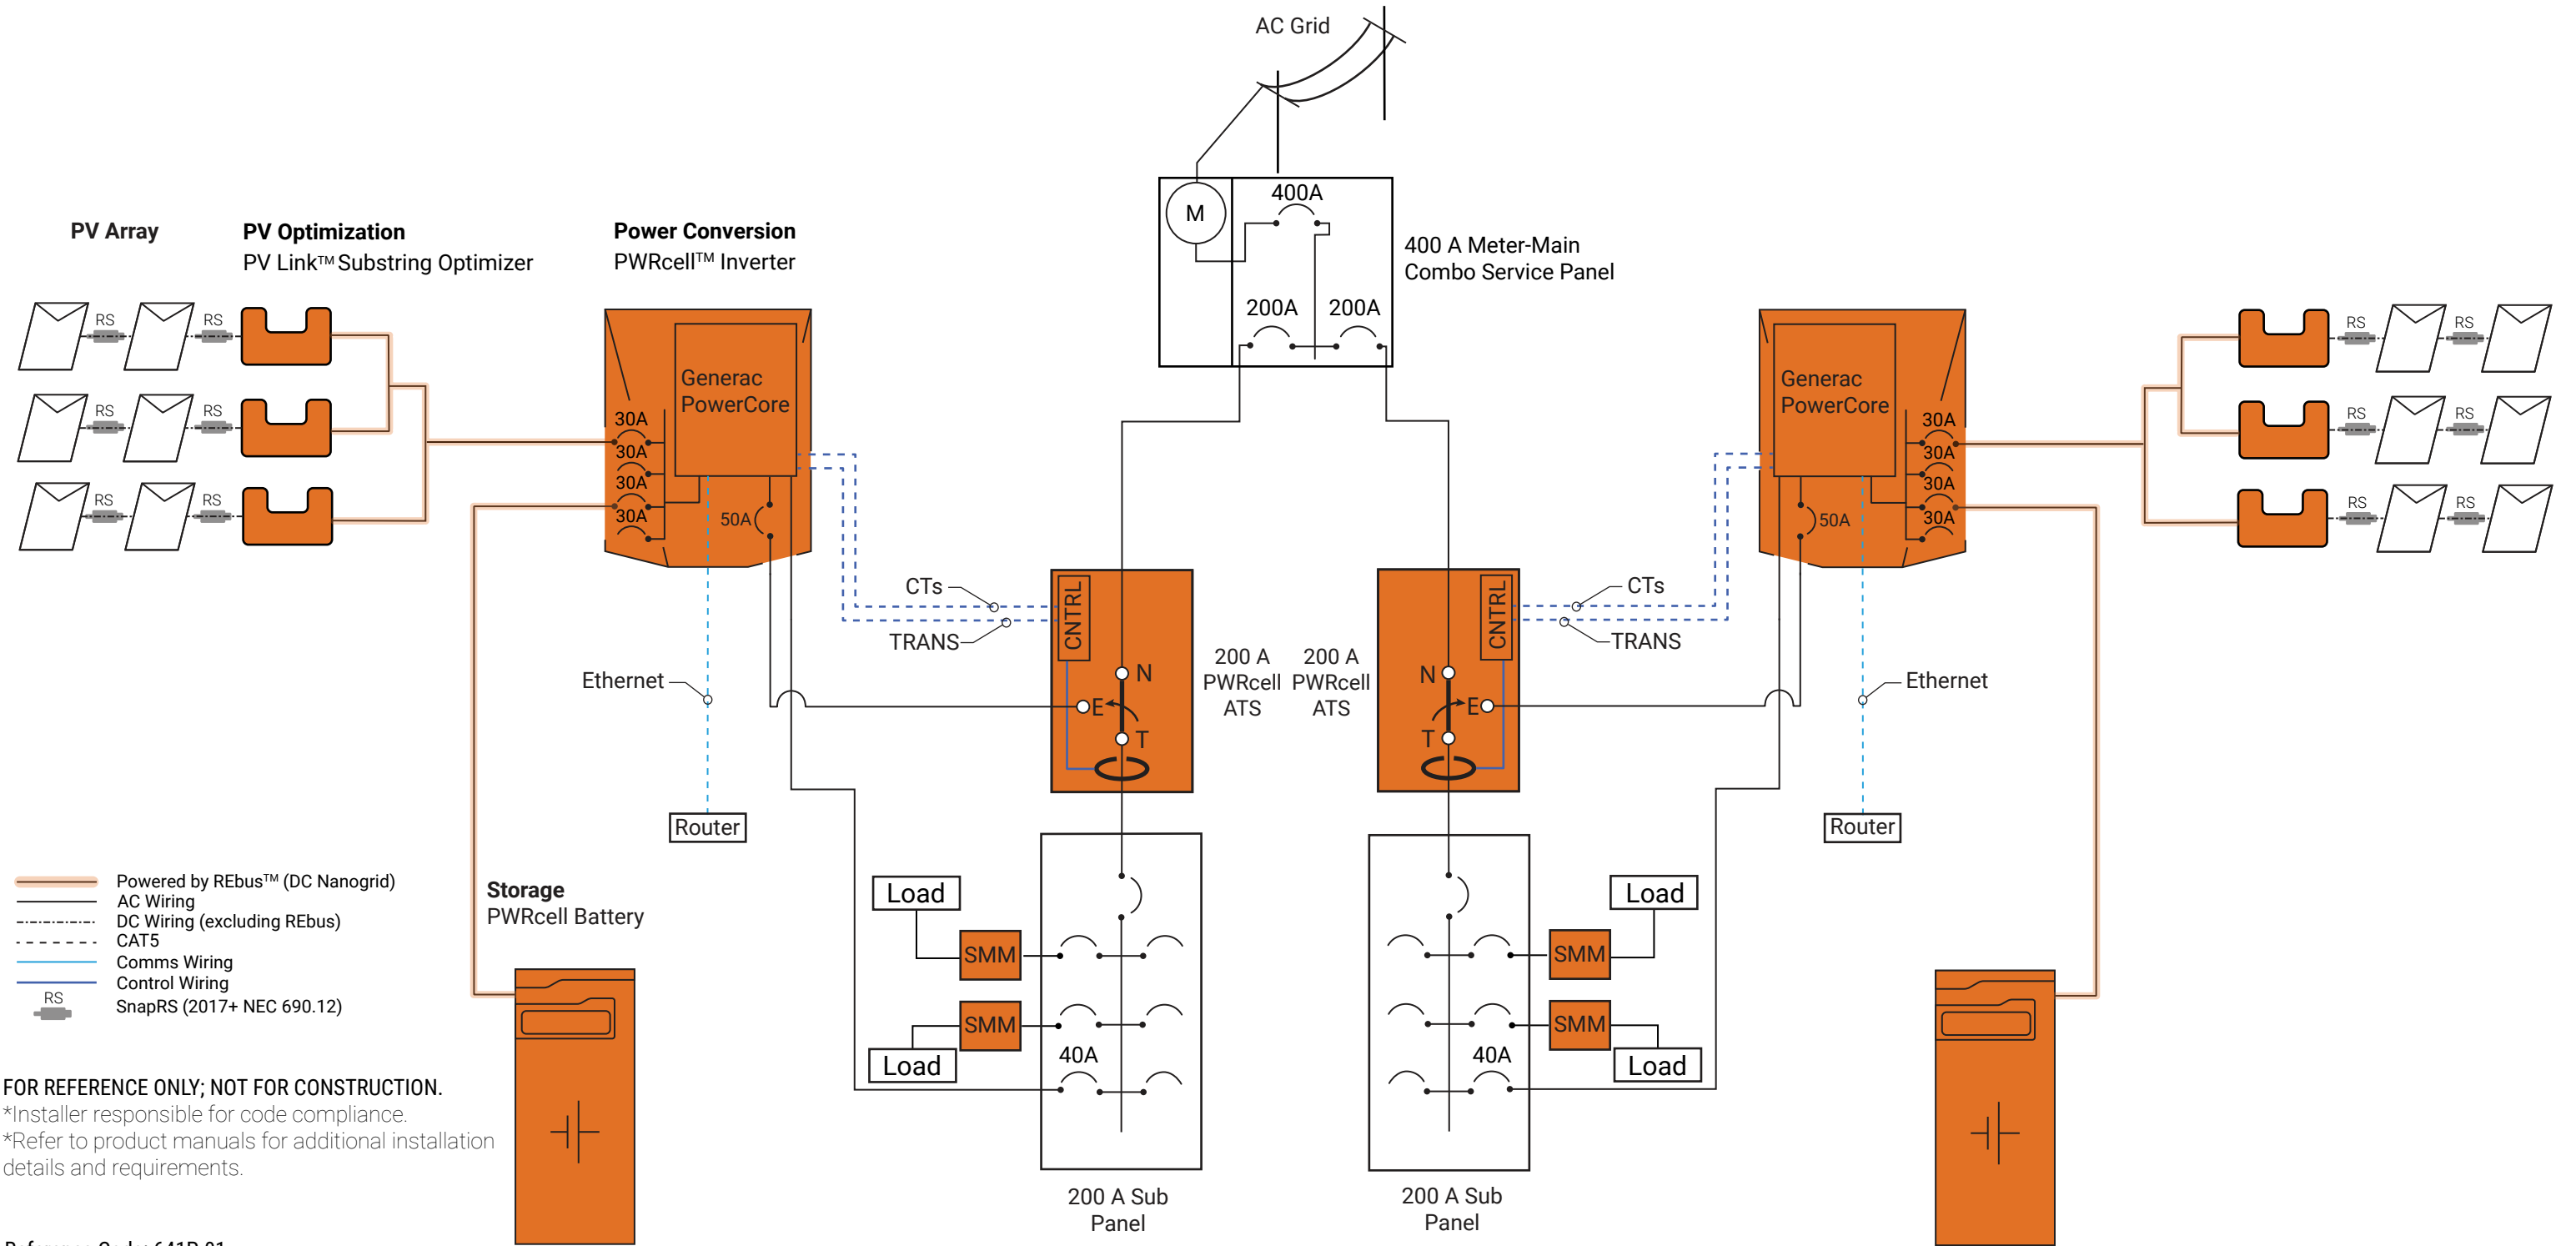 AC Grid
M
400A
200A
200A
400 A Meter-Main
Combo Service Panel
PV Array
PV Optimization
PV Link™ Substring Optimizer
Power Conversion
PWRcell™ Inverter
RS
RS
RS
RS
RS
RS
Generac
PowerCore
30A
30A
30A
30A
50A
Generac
PowerCore
30A
30A
30A
30A
50A
RS
RS
RS
RS
RS
RS
CTs
TRANS
Ethernet
Router
CNTRL
N
E
T
200 A
PWRcell
ATS
200 A
PWRcell
ATS
CNTRL
N
E
T
CTs
TRANS
Ethernet
Router
Powered by REbus™ (DC Nanogrid)
AC Wiring
DC Wiring (excluding REbus)
CAT5
Comms Wiring
Control Wiring
RS
SnapRS (2017+ NEC 690.12)
Storage
PWRcell Battery
Load
SMM
SMM
Load
40A
200 A Sub
Panel
Load
SMM
SMM
Load
40A
200 A Sub
Panel
FOR REFERENCE ONLY; NOT FOR CONSTRUCTION.
*Installer responsible for code compliance.
*Refer to product manuals for additional installation
details and requirements.